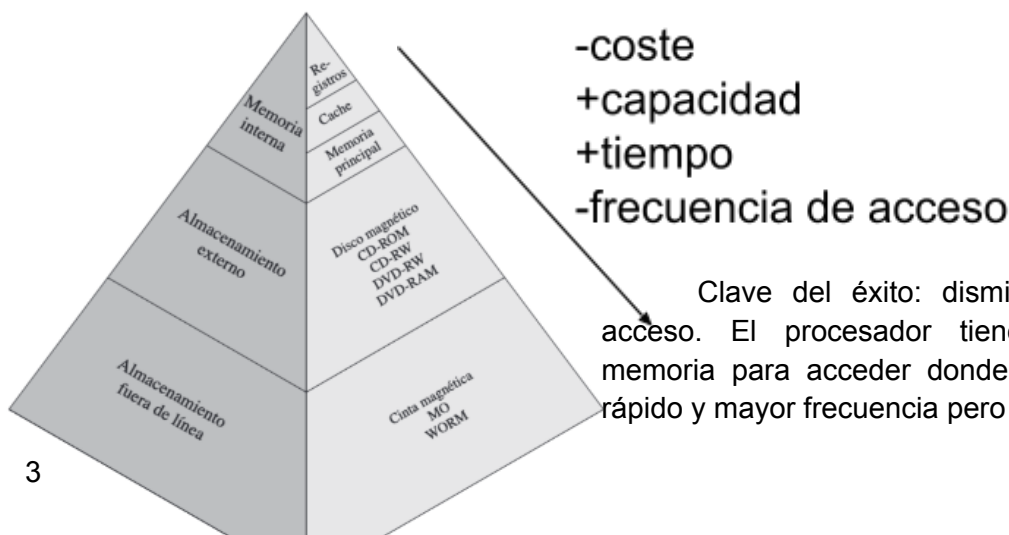 Re-
gistros
Cache
Memoria
principal
Memoria
interna
Disco magnético
CD-ROM
CD-RW
DVD-RW
DVD-RAM
Almacenamiento
externo
Cinta magnética
MO
WORM
Almacenamiento
fuera de línea
3
-coste
+capacidad
+tiempo
-frecuencia de acceso
Clave del éxito:
acceso. El procesador
memoria para acceder donde
rápido y mayor frecuencia pero